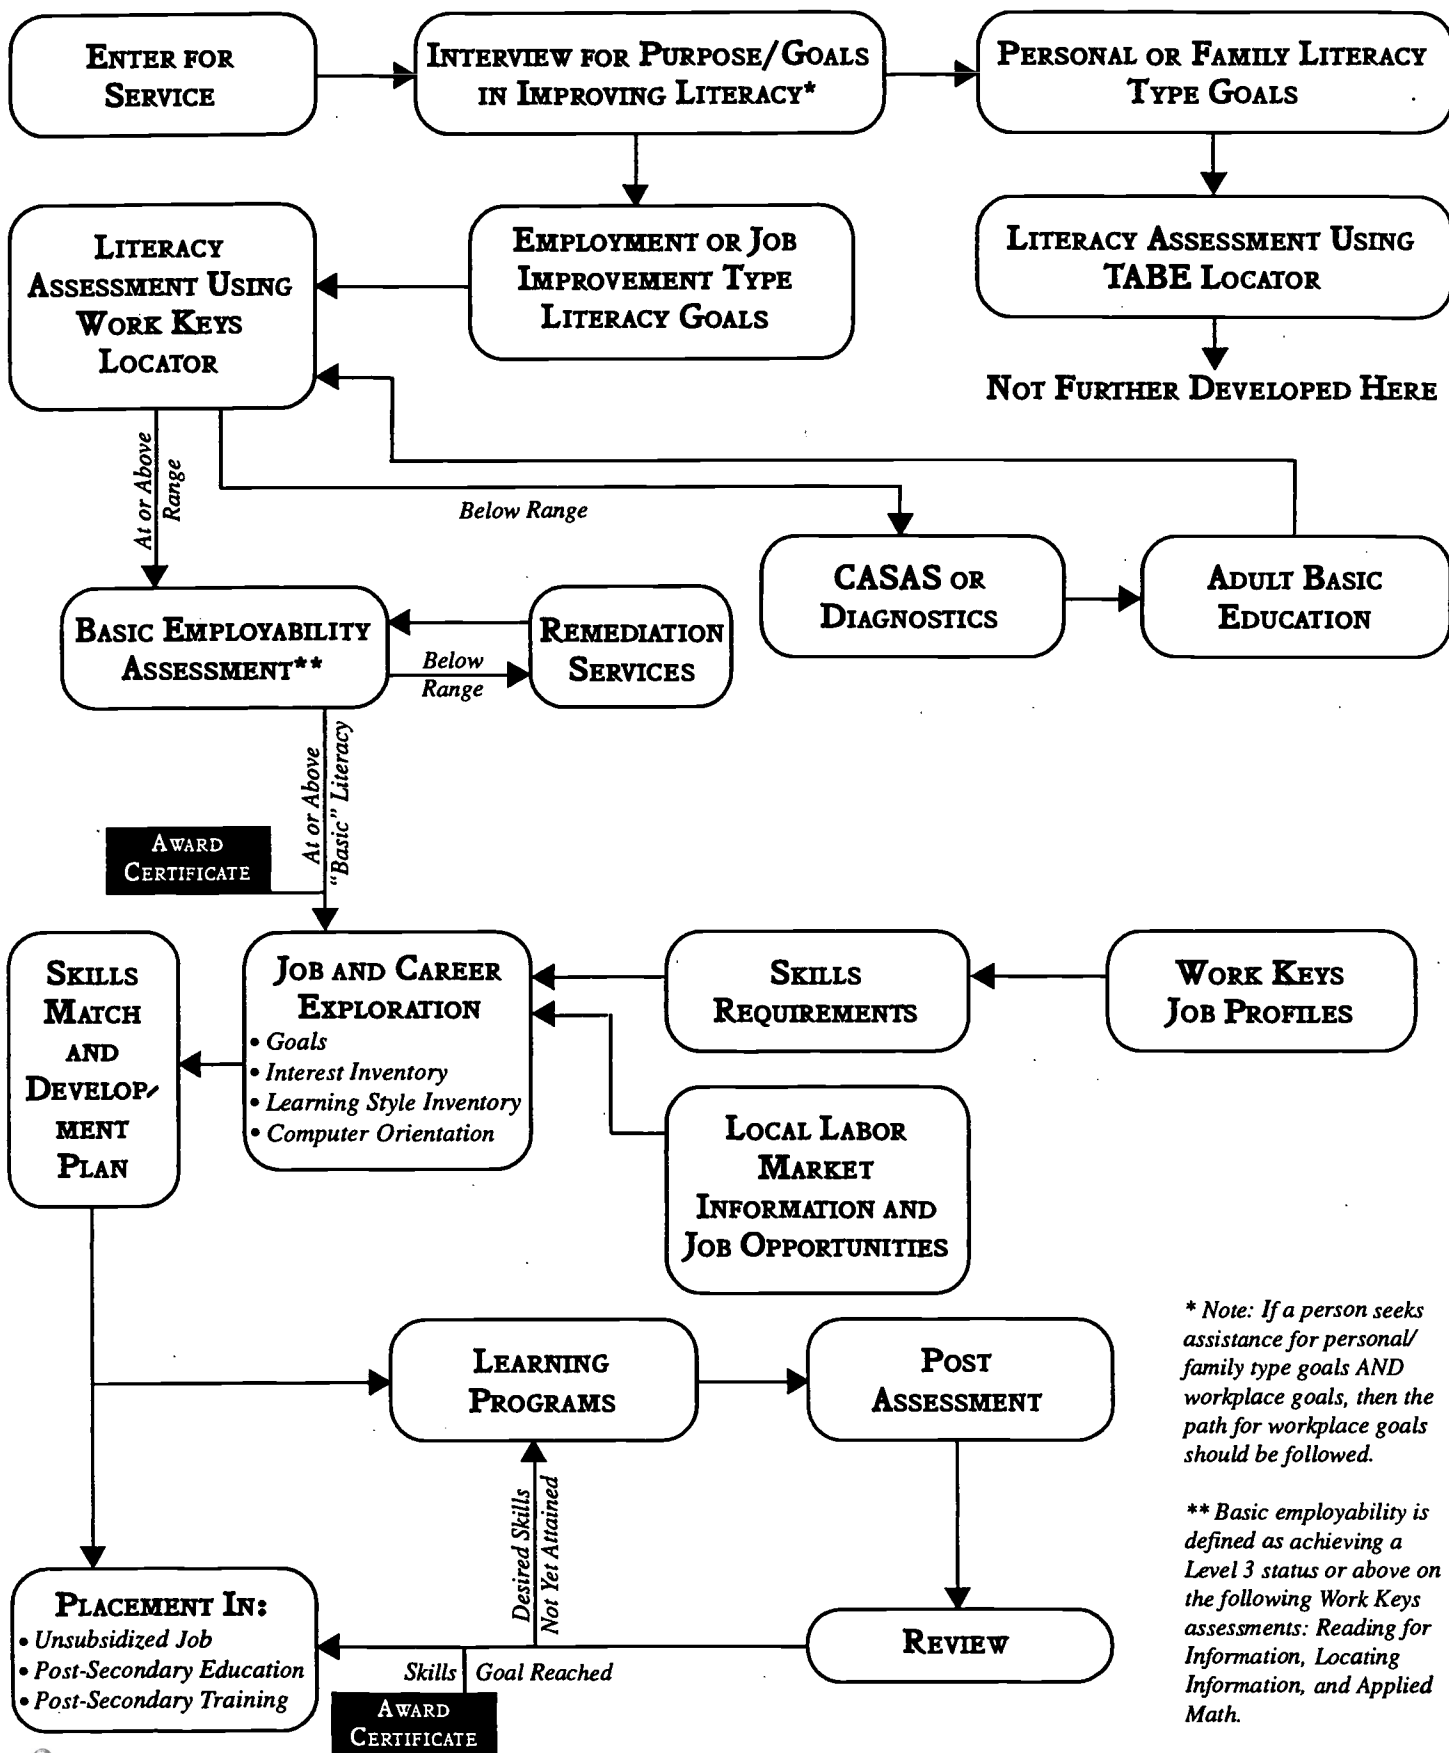 Enter for
Service
Interview for Purpose/Goals
in Improving Literacy*
Personal or Family Literacy
Type Goals
Literacy
Assessment Using
Work Keys
Locator
Employment or Job
Improvement Type
Literacy Goals
Literacy Assessment Using
TABE Locator
Not Further Developed Here
At or Above
Range
Below Range
CASAS or
Diagnostics
Adult Basic
Education
Basic Employability
Assessment**
Below
Range
Remediation
Services
At or Above
"Basic" Literacy
Award
Certificate
Skills
Match
and
Develop-
ment
Plan
Job and Career
Exploration
• Goals
• Interest Inventory
• Learning Style Inventory
• Computer Orientation
Skills
Requirements
Work Keys
Job Profiles
Local Labor
Market
Information and
Job Opportunities
Learning
Programs
Post
Assessment
Desired Skills
Not Yet Attained
Placement In:
• Unsubsidized Job
• Post-Secondary Education
• Post-Secondary Training
Skills Goal Reached
Award
Certificate
Review
* Note: If a person seeks
assistance for personal/
family type goals AND
workplace goals, then the
path for workplace goals
should be followed.
** Basic employability is
defined as achieving a
Level 3 status or above on
the following Work Keys
assessments: Reading for
Information, Locating
Information, and Applied
Math.